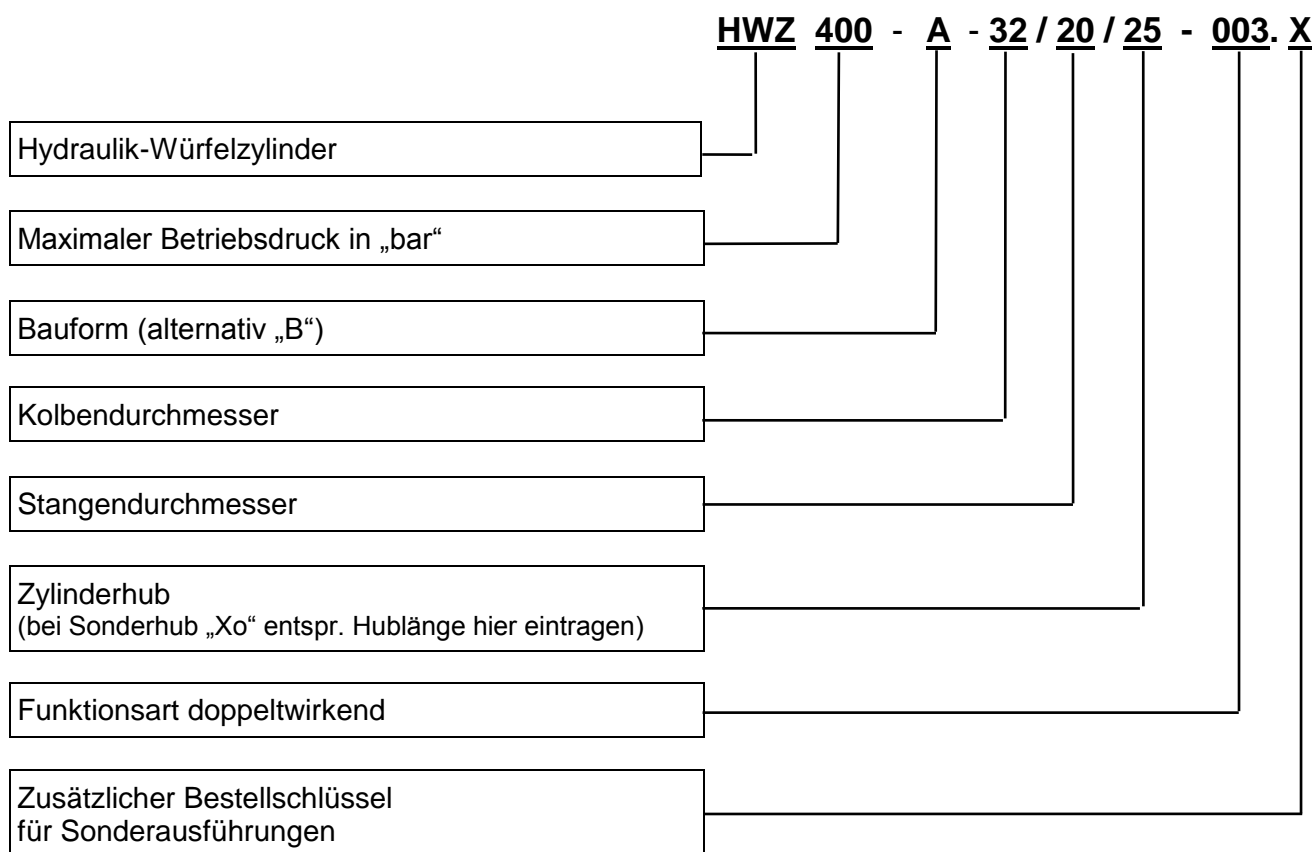 HWZ 400 - A - 32 / 20 / 25 - 003. X
Hydraulik-Würfelzylinder
Maximaler Betriebsdruck in „bar“
Bauform (alternativ „B“)
Kolbendurchmesser
Stangendurchmesser
Zylinderhub
(bei Sonderhub „Xo“ entspr. Hublänge hier eintragen)
Funktionsart doppeltwirkend
Zusätzlicher Bestellschlüssel
für Sonderausführungen